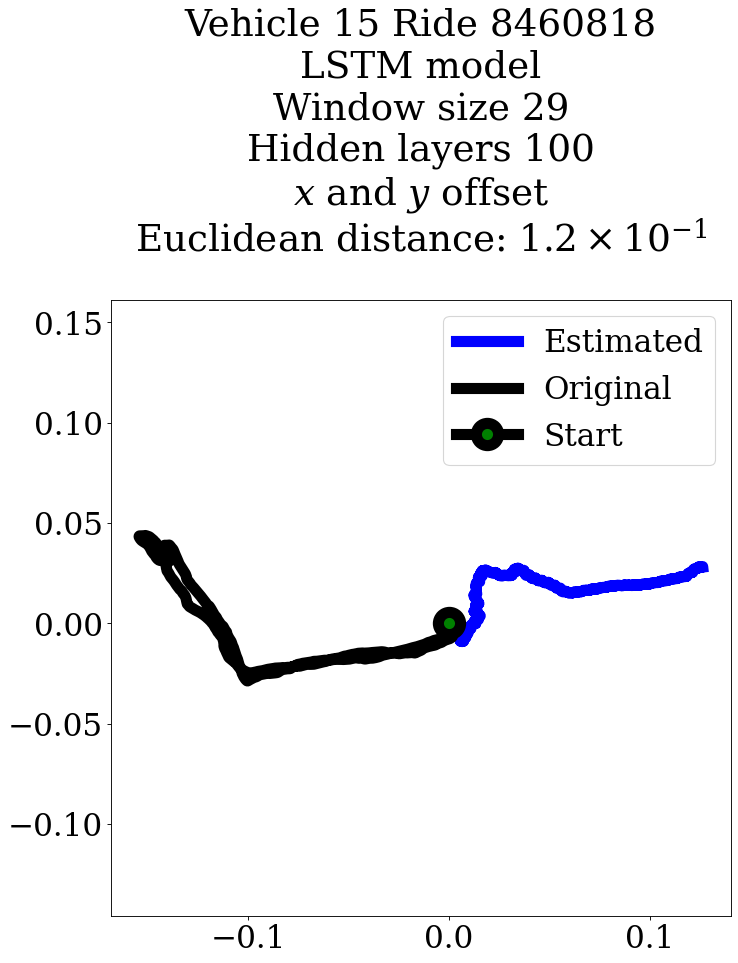 Vehicle 15 Ride 8460818
LSTM model
Window size 29
Hidden layers 100
x and y offset
Euclidean distance: 1.2 × 10⁻¹
Estimated
Original
Start
0.15
0.10
0.05
0.00
−0.05
−0.10
−0.1 0.0 0.1